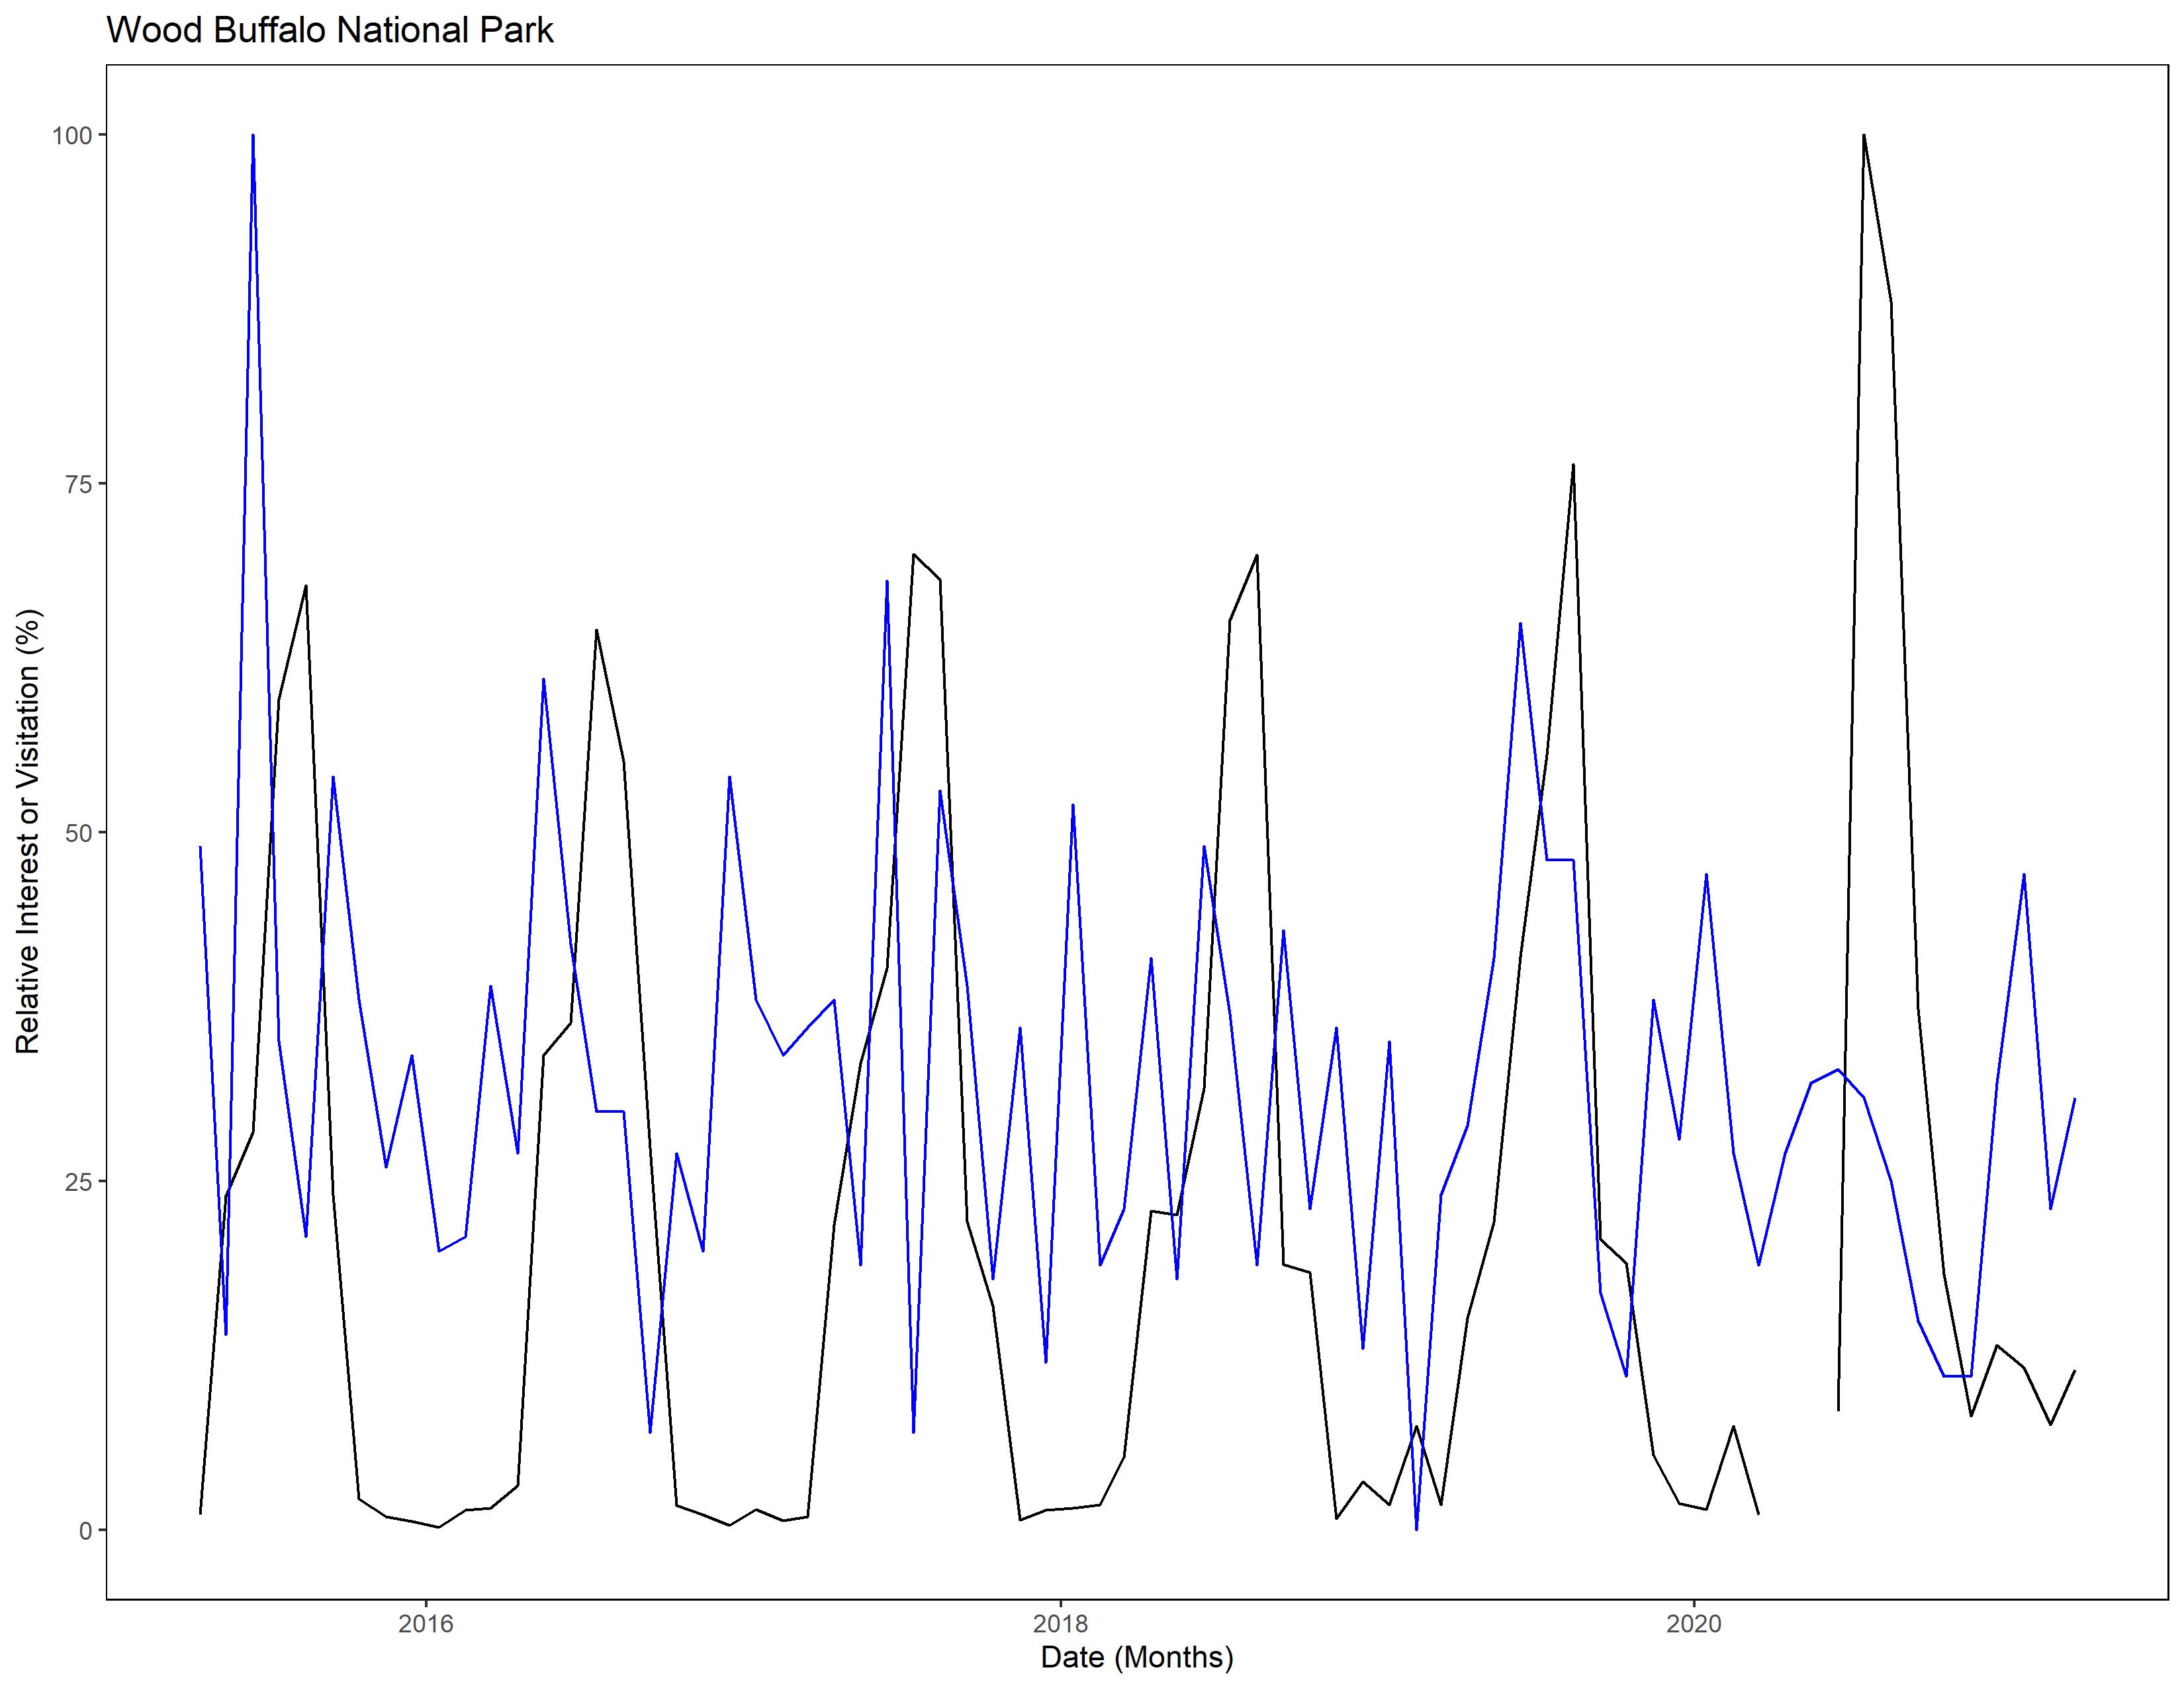 Wood Buffalo National Park
100
75
50
25
0
Relative Interest or Visitation (%)
2016
2018
2020
Date (Months)